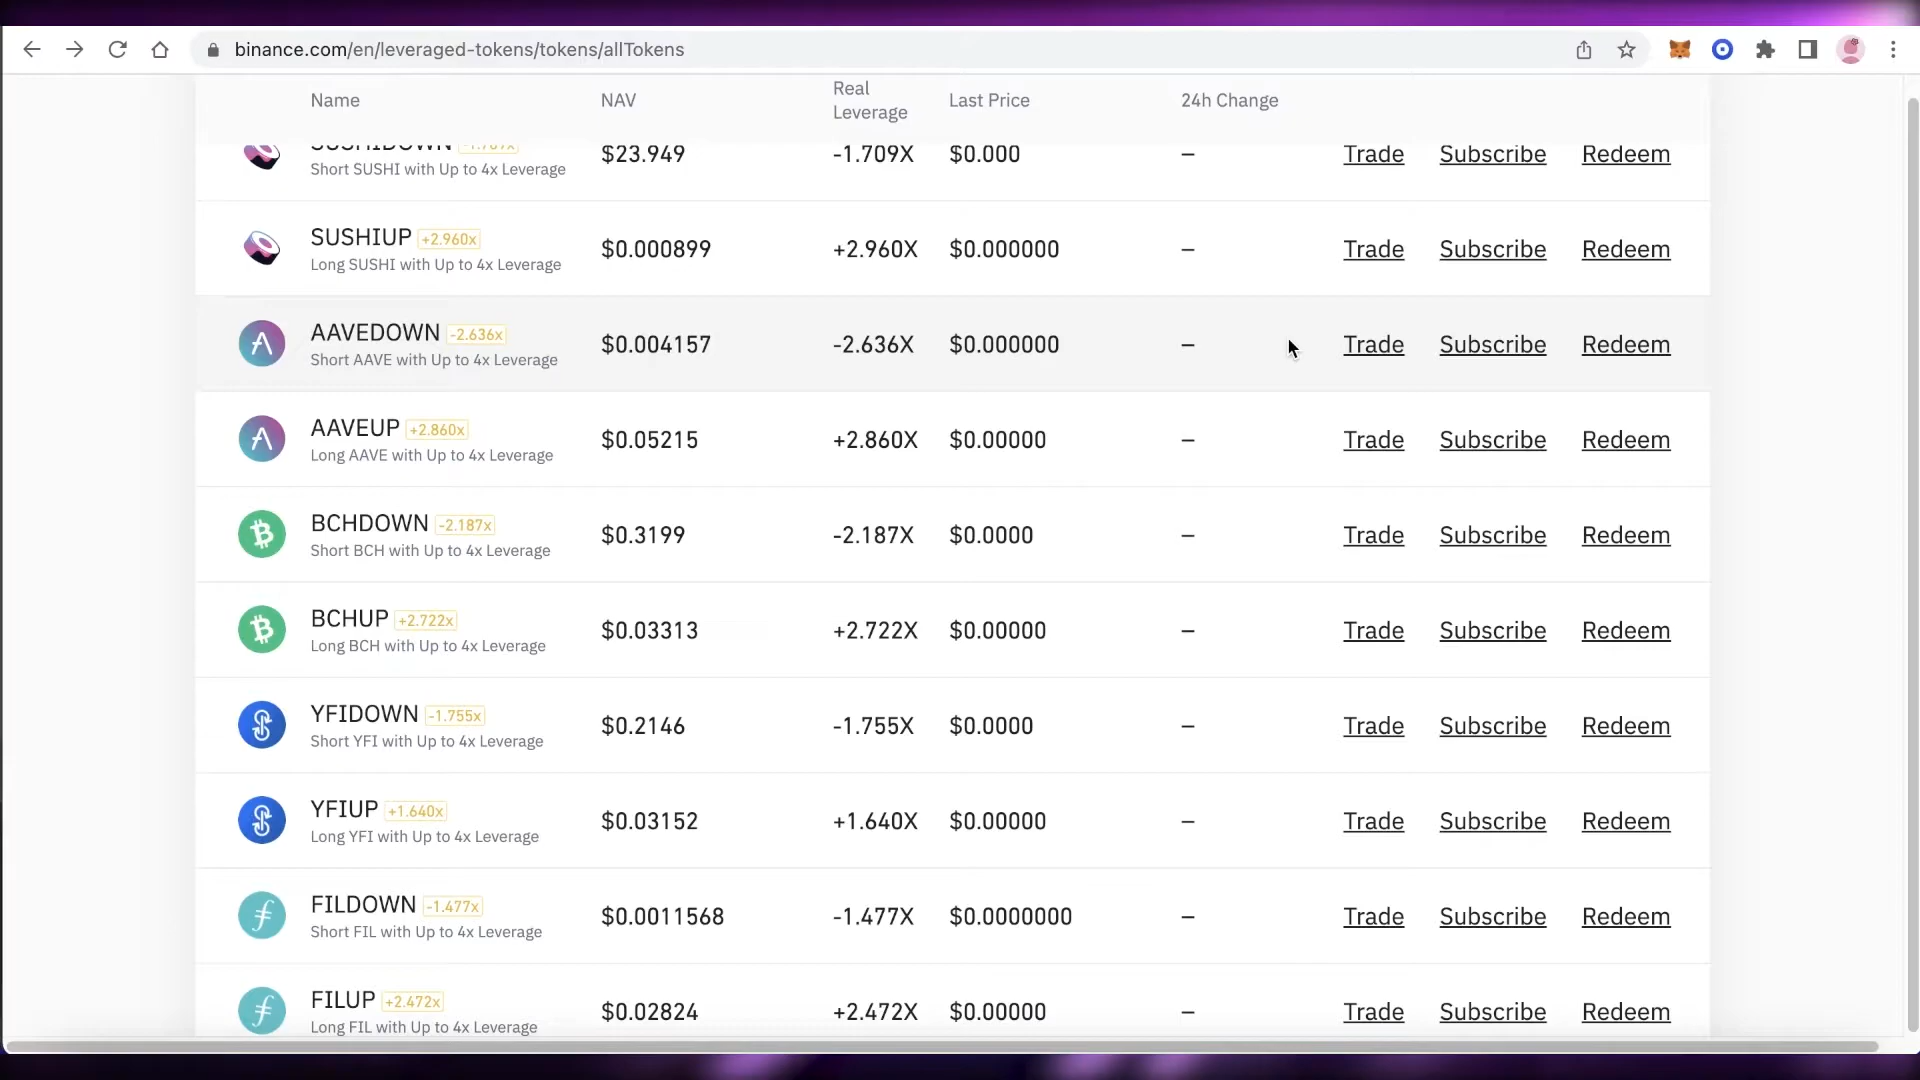 binance.com/en/leveraged-tokens/tokens/allTokens
Name NAV Real Leverage Last Price 24h Change
SUSHIDOWN -1.709x $23.949 -1.709X $0.000 – Trade Subscribe Redeem
Short SUSHI with Up to 4x Leverage
SUSHIUP +2.960x $0.000899 +2.960X $0.000000 – Trade Subscribe Redeem
Long SUSHI with Up to 4x Leverage
AAVEDOWN -2.636x $0.004157 -2.636X $0.000000 – Trade Subscribe Redeem
Short AAVE with Up to 4x Leverage
AAVEUP +2.860x $0.05215 +2.860X $0.00000 – Trade Subscribe Redeem
Long AAVE with Up to 4x Leverage
BCHDOWN -2.187x $0.3199 -2.187X $0.0000 – Trade Subscribe Redeem
Short BCH with Up to 4x Leverage
BCHUP +2.722x $0.03313 +2.722X $0.00000 – Trade Subscribe Redeem
Long BCH with Up to 4x Leverage
YFIDOWN -1.755x $0.2146 -1.755X $0.0000 – Trade Subscribe Redeem
Short YFI with Up to 4x Leverage
YFIUP +1.640x $0.03152 +1.640X $0.00000 – Trade Subscribe Redeem
Long YFI with Up to 4x Leverage
FILDOWN -1.477x $0.0011568 -1.477X $0.0000000 – Trade Subscribe Redeem
Short FIL with Up to 4x Leverage
FILUP +2.472x $0.02824 +2.472X $0.00000 – Trade Subscribe Redeem
Long FIL with Up to 4x Leverage